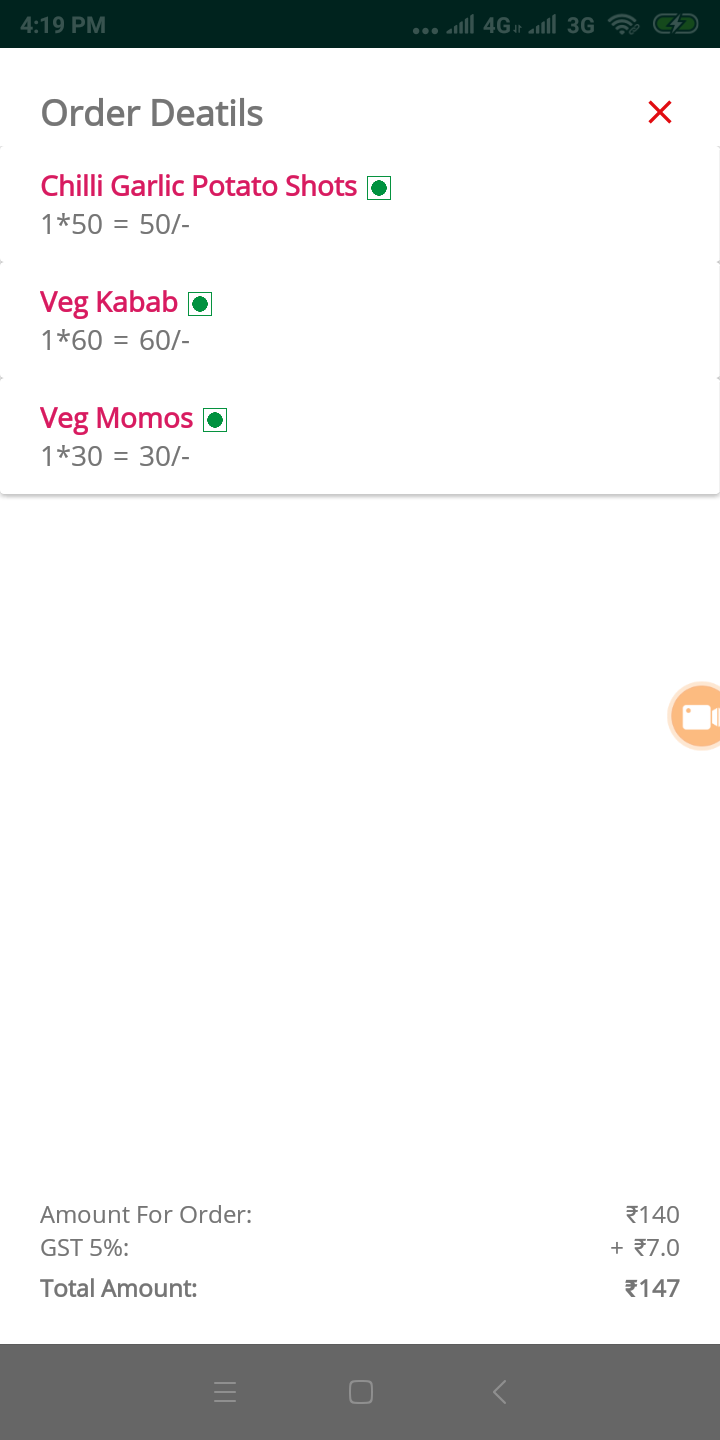 4:19 PM
4G
3G
Order Deatils
Chilli Garlic Potato Shots
1*50 = 50/-
Veg Kabab
1*60 = 60/-
Veg Momos
1*30 = 30/-
Amount For Order: ₹140
GST 5%: + ₹7.0
Total Amount: ₹147